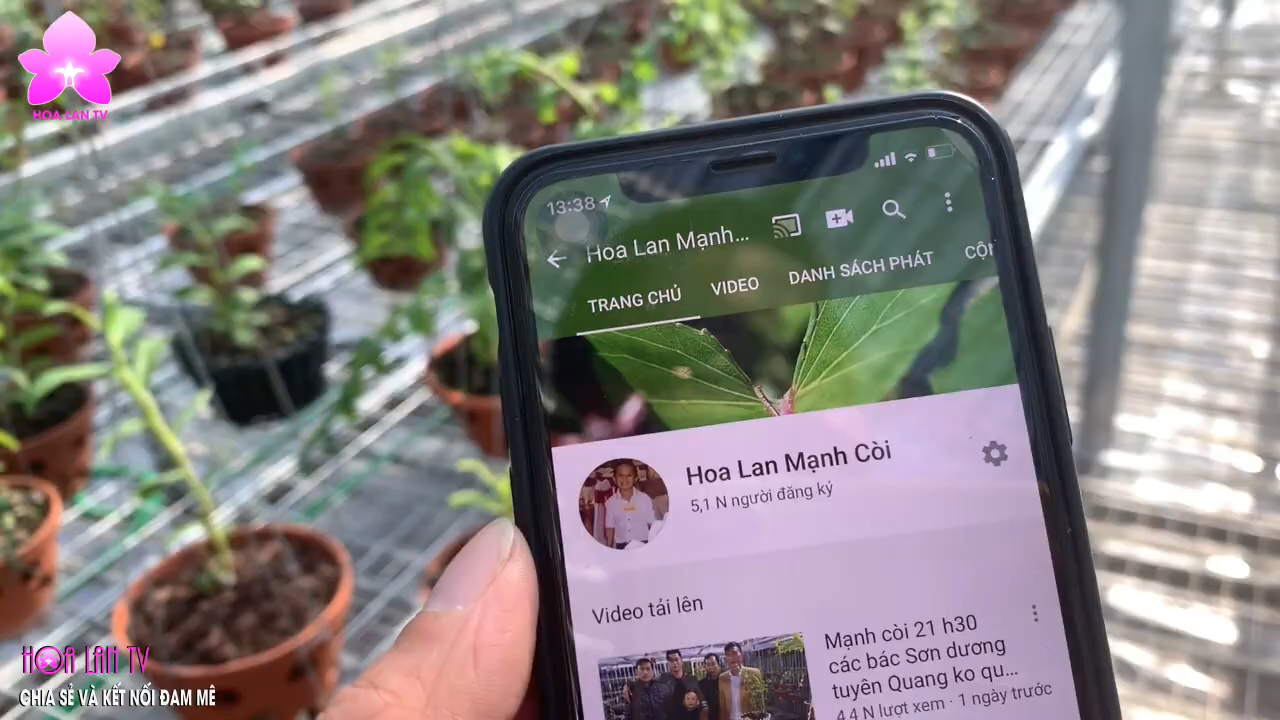 HOA LAN TV
13:38
Hoa Lan Mạnh...
TRANG CHỦ VIDEO DANH SÁCH PHÁT CỘN
Hoa Lan Mạnh Còi
5,1 N người đăng ký
Video tải lên
Mạnh còi 21 h30
các bác Sơn dương
tuyên Quang ko qu...
4,4 N lượt xem · 1 ngày trước
HOA LAN TV
CHIA SẺ VÀ KẾT NỐI ĐAM MÊ